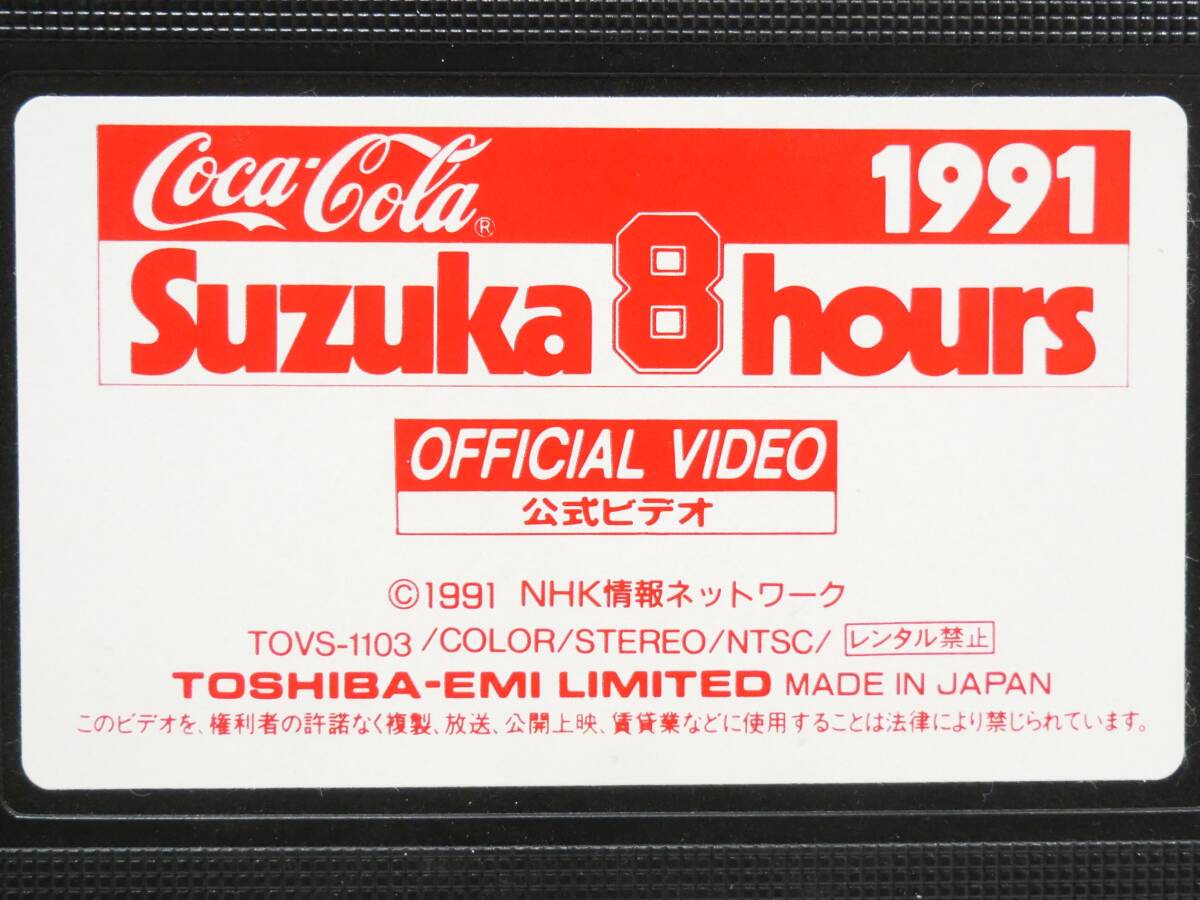 Coca-Cola® 1991
Suzuka 8 hours
OFFICIAL VIDEO
公式ビデオ
©1991 NHK情報ネットワーク
TOVS-1103/COLOR/STEREO/NTSC/ レンタル禁止
TOSHIBA-EMI LIMITED MADE IN JAPAN
このビデオを、権利者の許諾なく複製、放送、公開上映、賃貸業などに使用することは法律により禁じられています。